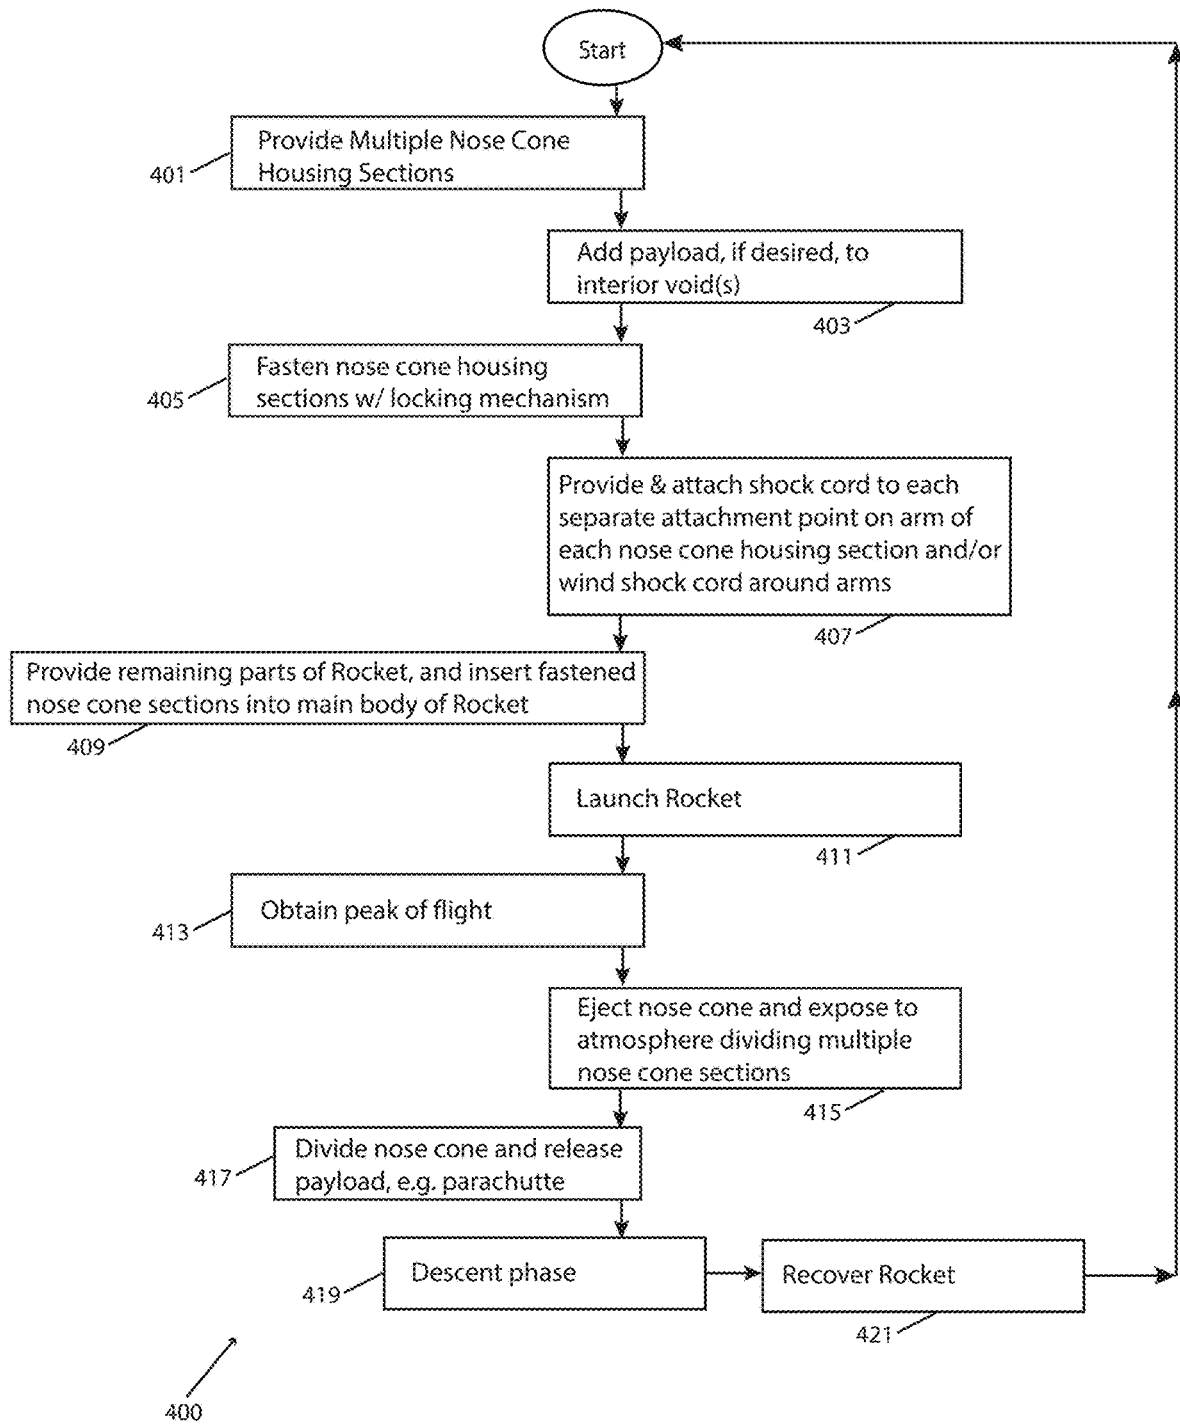 Start
Provide Multiple Nose Cone
Housing Sections
401
Add payload, if desired, to
interior void(s)
403
Fasten nose cone housing
sections w/ locking mechanism
405
Provide & attach shock cord to each
separate attachment point on arm of
each nose cone housing section and/or
wind shock cord around arms
407
Provide remaining parts of Rocket, and insert fastened
nose cone sections into main body of Rocket
409
Launch Rocket
411
Obtain peak of flight
413
Eject nose cone and expose to
atmosphere dividing multiple
nose cone sections
415
Divide nose cone and release
payload, e.g. parachutte
417
Descent phase
419
Recover Rocket
421
400